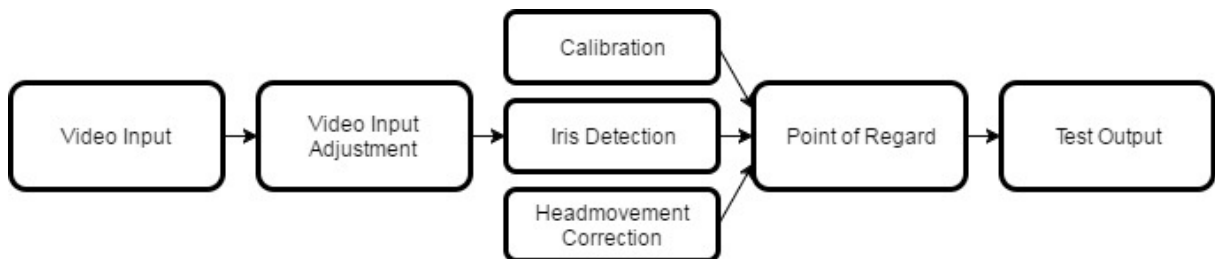 Video Input
Video Input
Adjustment
Calibration
Iris Detection
Headmovement
Correction
Point of Regard
Test Output